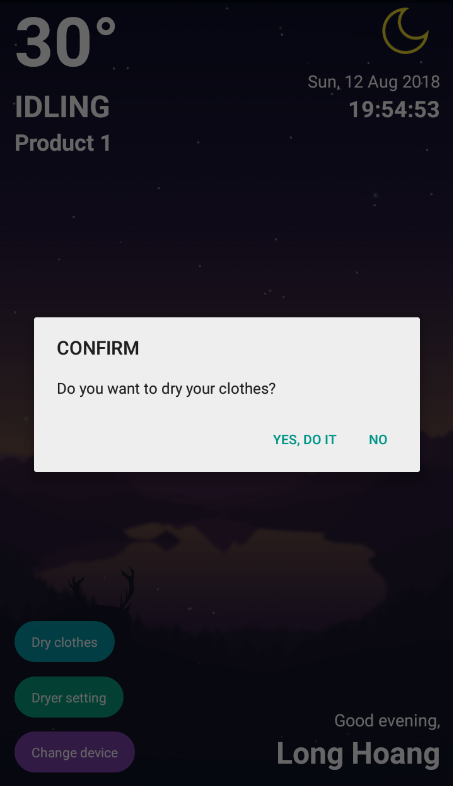 30°
Sun, 12 Aug 2018
IDLING
19:54:53
Product 1
CONFIRM
Do you want to dry your clothes?
YES, DO IT
NO
Dry clothes
Dryer setting
Change device
Good evening,
Long Hoang